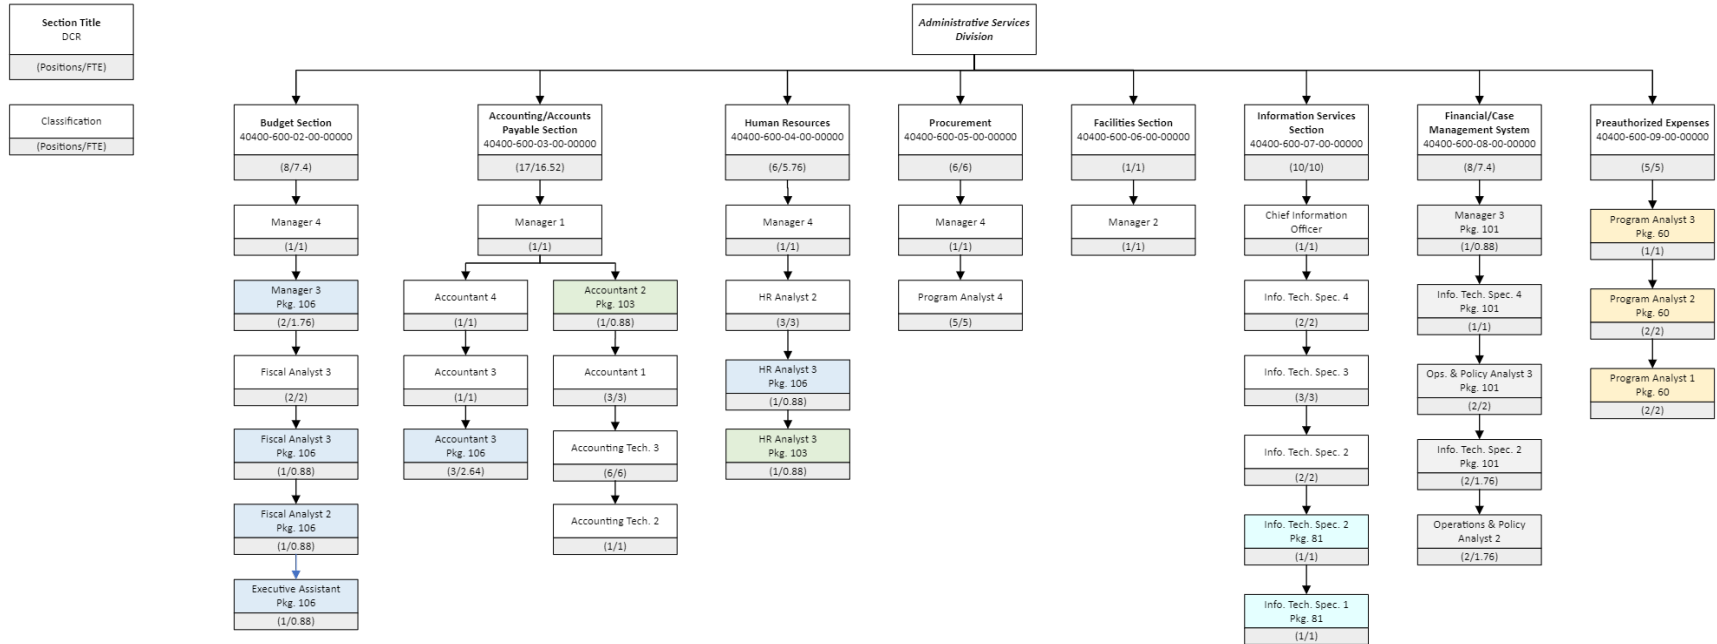 Section Title
DCR
(Positions/FTE)
Classification
(Positions/FTE)
Administrative Services
Division
Budget Section
40400-600-02-00-00000
(8/7.4)
Manager 4
(1/1)
Manager 3
Pkg. 106
(2/1.76)
Fiscal Analyst 3
(2/2)
Fiscal Analyst 3
Pkg. 106
(1/0.88)
Fiscal Analyst 2
Pkg. 106
(1/0.88)
Executive Assistant
Pkg. 106
(1/0.88)
Accounting/Accounts
Payable Section
40400-600-03-00-00000
(17/16.52)
Manager 1
(1/1)
Accountant 4
(1/1)
Accountant 3
(1/1)
Accountant 3
Pkg. 106
(3/2.64)
Accountant 2
Pkg. 103
(1/0.88)
Accountant 1
(3/3)
Accounting Tech. 3
(6/6)
Accounting Tech. 2
(1/1)
Human Resources
40400-600-04-00-00000
(6/5.76)
Manager 4
(1/1)
HR Analyst 2
(3/3)
HR Analyst 3
Pkg. 106
(1/0.88)
HR Analyst 3
Pkg. 103
(1/0.88)
Procurement
40400-600-05-00-00000
(6/6)
Manager 4
(1/1)
Program Analyst 4
(5/5)
Facilities Section
40400-600-06-00-00000
(1/1)
Manager 2
(1/1)
Information Services
Section
40400-600-07-00-00000
(10/10)
Chief Information
Officer
(1/1)
Info. Tech. Spec. 4
(2/2)
Info. Tech. Spec. 3
(3/3)
Info. Tech. Spec. 2
(2/2)
Info. Tech. Spec. 2
Pkg. 81
(1/1)
Info. Tech. Spec. 1
Pkg. 81
(1/1)
Financial/Case
Management System
40400-600-08-00-00000
(8/7.4)
Manager 3
Pkg. 101
(1/0.88)
Info. Tech. Spec. 4
Pkg. 101
(1/1)
Ops. & Policy Analyst 3
Pkg. 101
(2/2)
Info. Tech. Spec. 2
Pkg. 101
(2/1.76)
Operations & Policy
Analyst 2
(2/1.76)
Preauthorized Expenses
40400-600-09-00-00000
(5/5)
Program Analyst 3
Pkg. 60
(1/1)
Program Analyst 2
Pkg. 60
(2/2)
Program Analyst 1
Pkg. 60
(2/2)